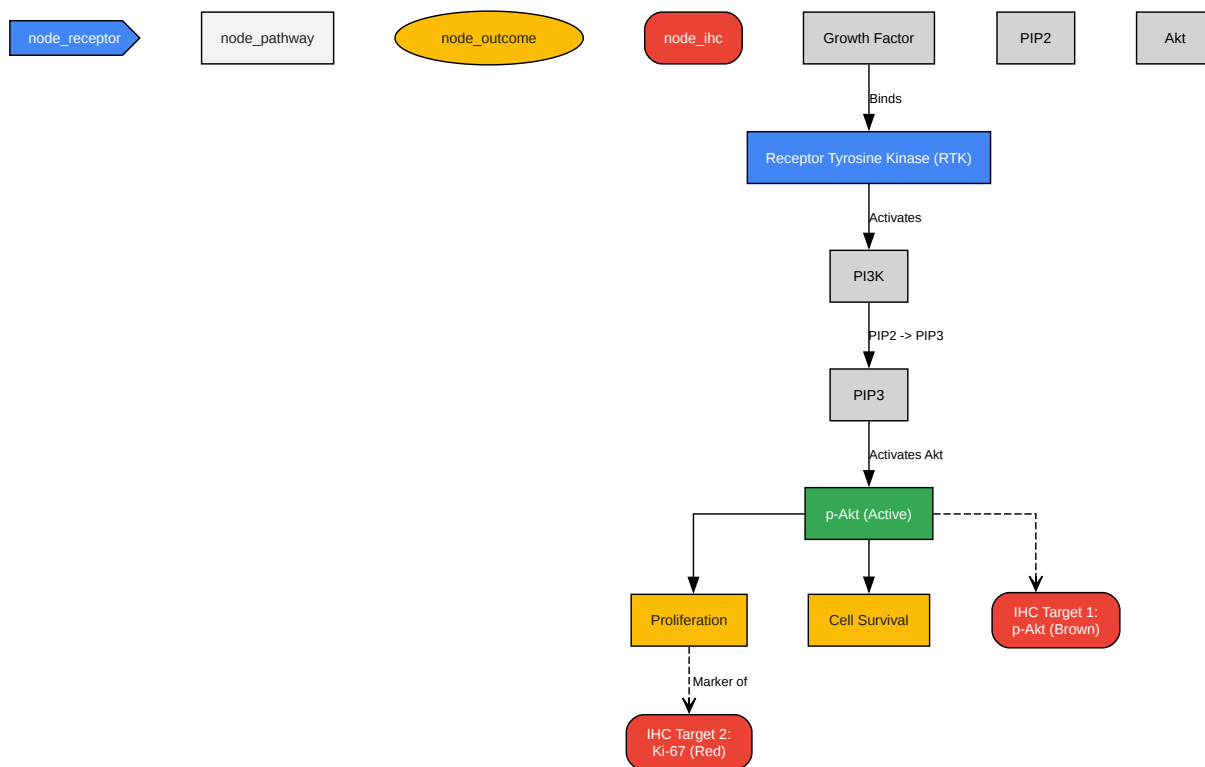 node_receptor
node_pathway
node_outcome
node_ihc
Growth Factor
PIP2
Akt
Binds
Receptor Tyrosine Kinase (RTK)
Activates
PI3K
PIP2 -> PIP3
PIP3
Activates Akt
p-Akt (Active)
Proliferation
Cell Survival
IHC Target 1:
p-Akt (Brown)
Marker of
IHC Target 2:
Ki-67 (Red)